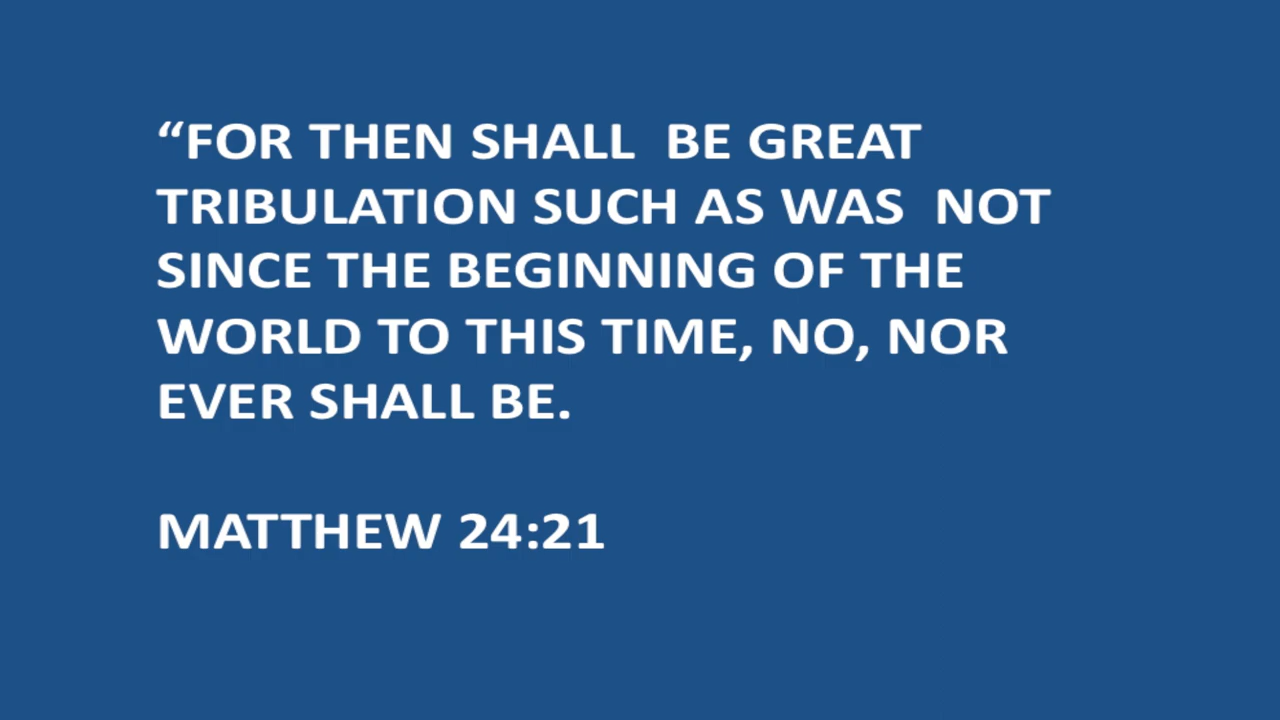 “FOR THEN SHALL  BE GREAT
TRIBULATION SUCH AS WAS  NOT
SINCE THE BEGINNING OF THE
WORLD TO THIS TIME, NO, NOR
EVER SHALL BE.
MATTHEW 24:21